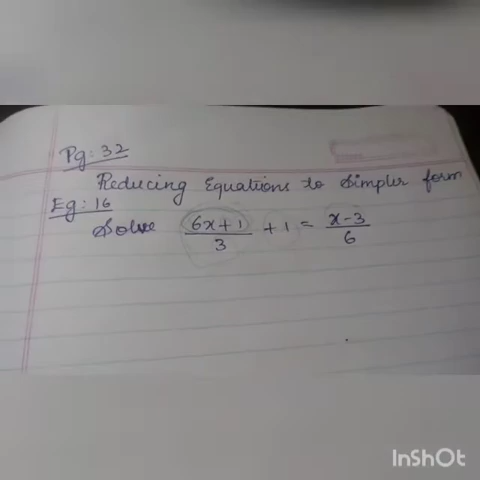 Pg: 32
Reducing Equations to Simpler form
Eg: 16
Solve (6x+1)/3 + 1 = (x-3)/6
InShOt